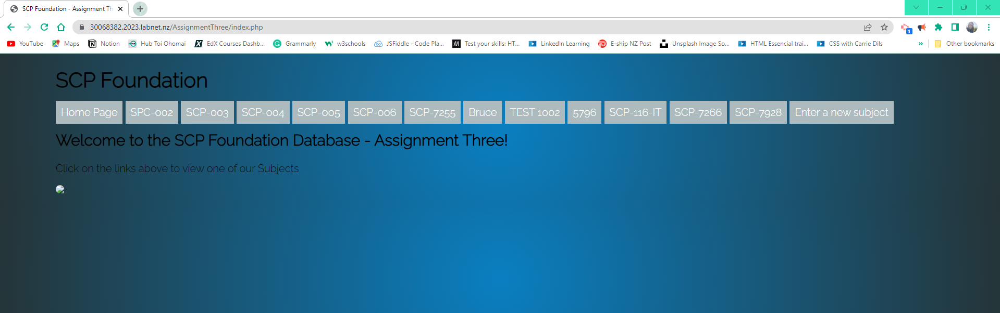 SCP Foundation - Assignment Th
30068382.2023.labnet.nz/AssignmentThree/index.php
1
YouTube Maps Notion Hub Toi Ohomai EdX Courses Dashb... Grammarly w3schools JSFiddle - Code Pla... Test your skills: HT... LinkedIn Learning E-ship NZ Post Unsplash Image So... HTML Essencial trai... CSS with Carrie Dils » Other bookmarks
SCP Foundation
Home Page SPC-002 SCP-003 SCP-004 SCP-005 SCP-006 SCP-7255 Bruce TEST 1002 5796 SCP-116-IT SCP-7266 SCP-7928 Enter a new subject
Welcome to the SCP Foundation Database - Assignment Three!
Click on the links above to view one of our Subjects